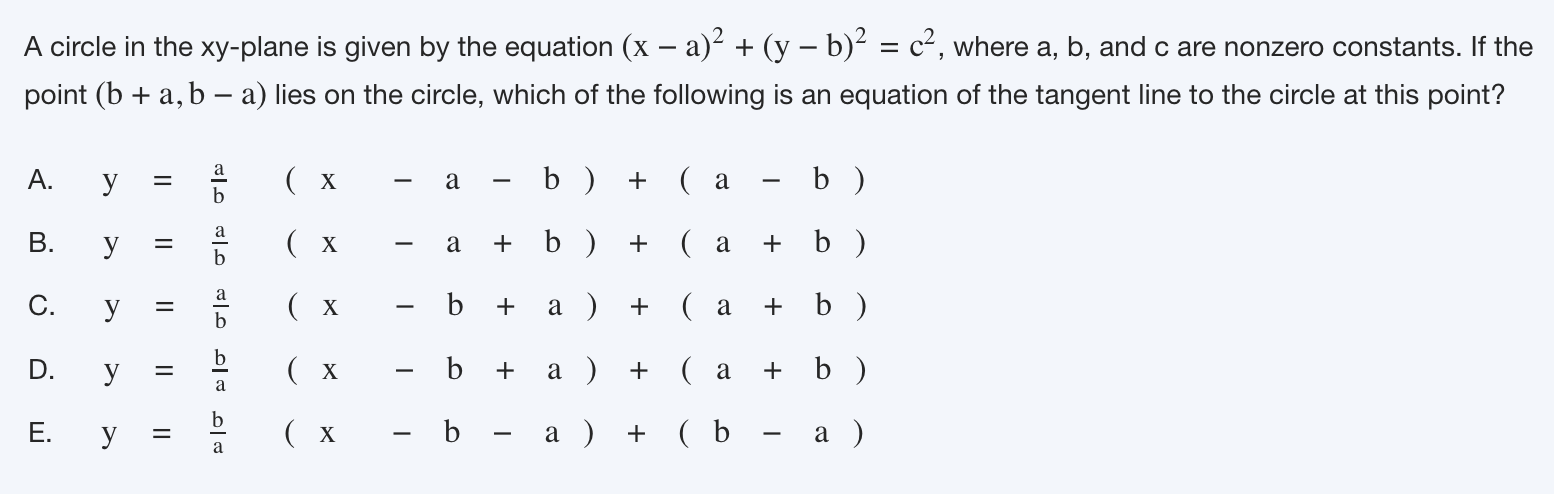 A circle in the xy-plane is given by the equation (x − a)² + (y − b)² = c², where a, b, and c are nonzero constants. If the
point (b + a, b − a) lies on the circle, which of the following is an equation of the tangent line to the circle at this point?
A. y = a/b (x − a − b) + (a − b)
B. y = a/b (x − a + b) + (a + b)
C. y = a/b (x − b + a) + (a + b)
D. y = b/a (x − b + a) + (a + b)
E. y = b/a (x − b − a) + (b − a)